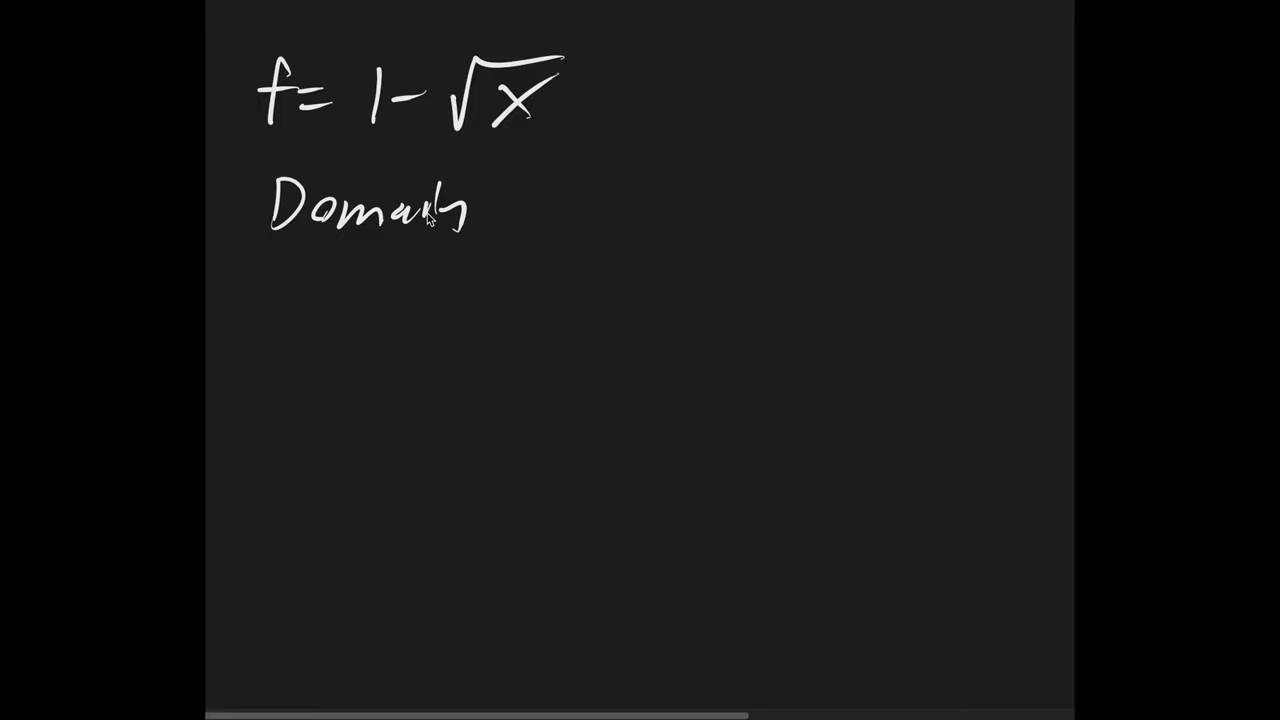 f= 1-√x
Domain